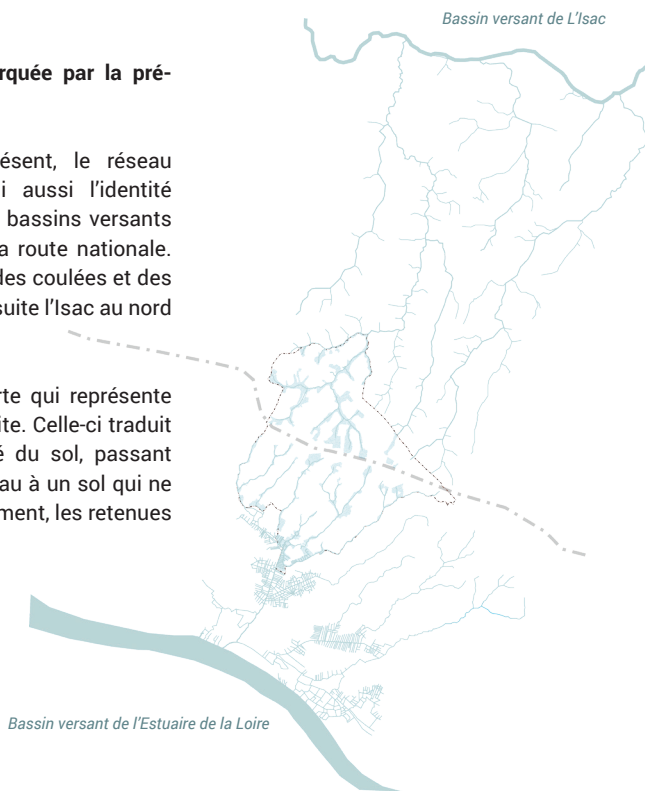 Bassin versant de L'Isac
rquée par la pré-
ésent, le réseau
i aussi l'identité
bassins versants
a route nationale.
des coulées et des
suite l'Isac au nord
rte qui représente
ite. Celle-ci traduit
é du sol, passant
au à un sol qui ne
ment, les retenues
Bassin versant de l'Estuaire de la Loire